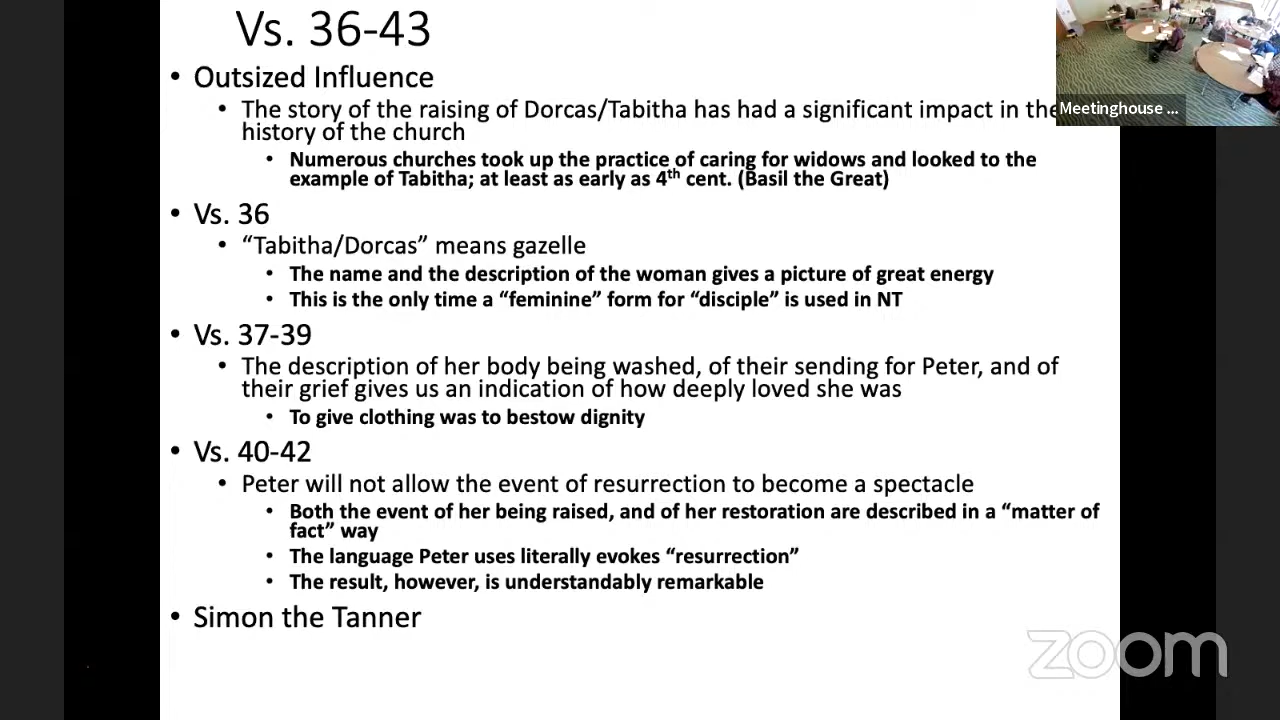 Vs. 36-43
• Outsized Influence
• The story of the raising of Dorcas/Tabitha has had a significant impact in the
history of the church
• Numerous churches took up the practice of caring for widows and looked to the
example of Tabitha; at least as early as 4th cent. (Basil the Great)
• Vs. 36
• “Tabitha/Dorcas” means gazelle
• The name and the description of the woman gives a picture of great energy
• This is the only time a “feminine” form for “disciple” is used in NT
• Vs. 37-39
• The description of her body being washed, of their sending for Peter, and of
their grief gives us an indication of how deeply loved she was
• To give clothing was to bestow dignity
• Vs. 40-42
• Peter will not allow the event of resurrection to become a spectacle
• Both the event of her being raised, and of her restoration are described in a “matter of
fact” way
• The language Peter uses literally evokes “resurrection”
• The result, however, is understandably remarkable
• Simon the Tanner
Meetinghouse ...
zoom